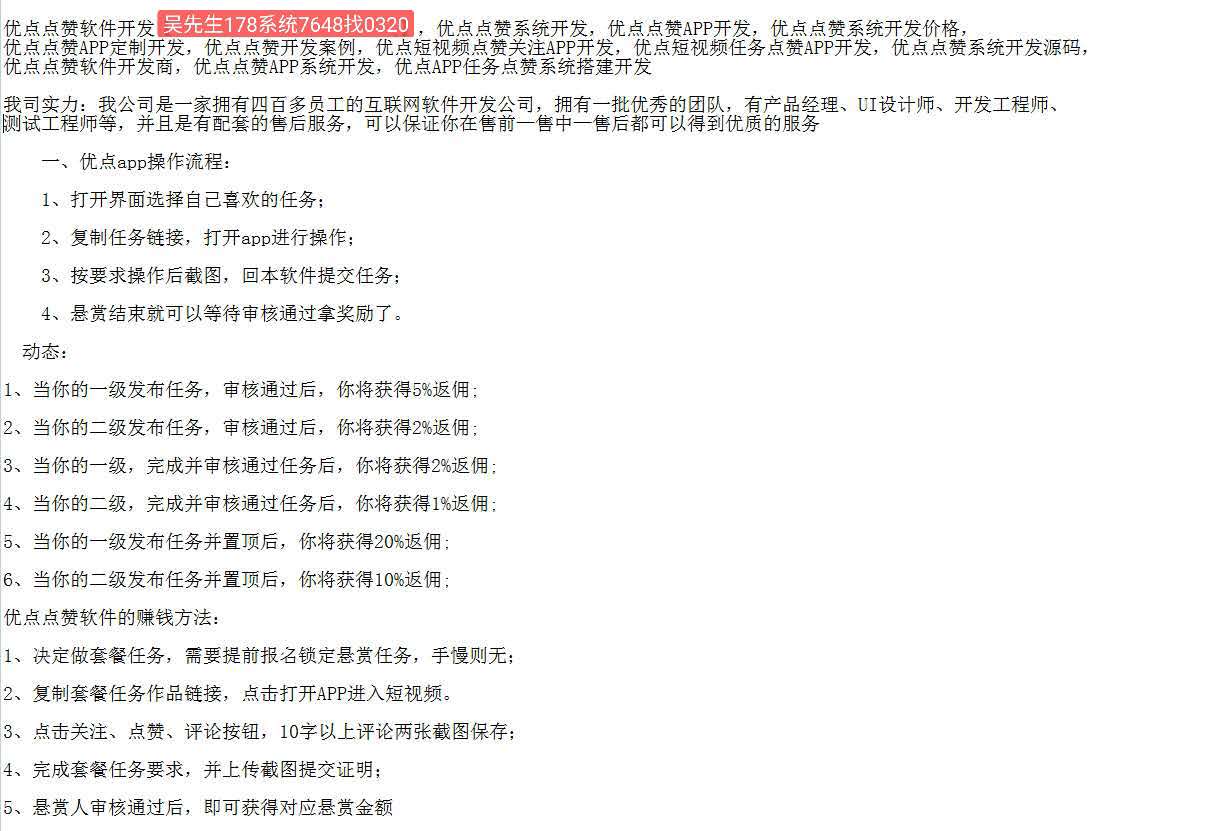 优点点赞软件开发 吴先生178系统7648找0320 ，优点点赞系统开发，优点点赞APP开发，优点点赞系统开发价格，
优点点赞APP定制开发，优点点赞开发案例，优点短视频点赞关注APP开发，优点短视频任务点赞APP开发，优点点赞系统开发源码，
优点点赞软件开发商，优点点赞APP系统开发，优点APP任务点赞系统搭建开发
我司实力：我公司是一家拥有四百多员工的互联网软件开发公司，拥有一批优秀的团队，有产品经理、UI设计师、开发工程师、
测试工程师等，并且是有配套的售后服务，可以保证你在售前一售中一售后都可以得到优质的服务
一、优点app操作流程：
1、打开界面选择自己喜欢的任务；
2、复制任务链接，打开app进行操作；
3、按要求操作后截图，回本软件提交任务；
4、悬赏结束就可以等待审核通过拿奖励了。
动态：
1、当你的一级发布任务，审核通过后，你将获得5%返佣；
2、当你的二级发布任务，审核通过后，你将获得2%返佣；
3、当你的一级，完成并审核通过任务后，你将获得2%返佣；
4、当你的二级，完成并审核通过任务后，你将获得1%返佣；
5、当你的一级发布任务并置顶后，你将获得20%返佣；
6、当你的二级发布任务并置顶后，你将获得10%返佣；
优点点赞软件的赚钱方法：
1、决定做套餐任务，需要提前报名锁定悬赏任务，手慢则无；
2、复制套餐任务作品链接，点击打开APP进入短视频。
3、点击关注、点赞、评论按钮，10字以上评论两张截图保存；
4、完成套餐任务要求，并上传截图提交证明；
5、悬赏人审核通过后，即可获得对应悬赏金额